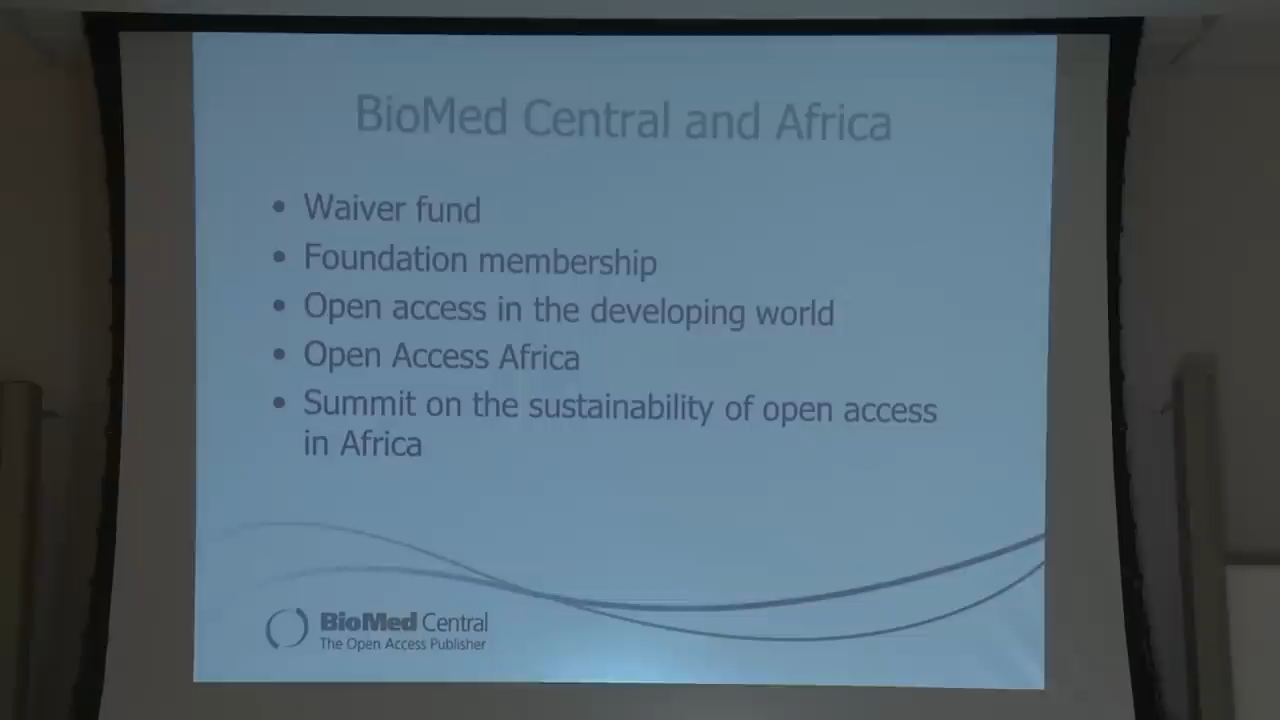 BioMed Central and Africa
• Waiver fund
• Foundation membership
• Open access in the developing world
• Open Access Africa
• Summit on the sustainability of open access
in Africa
BioMed Central
The Open Access Publisher